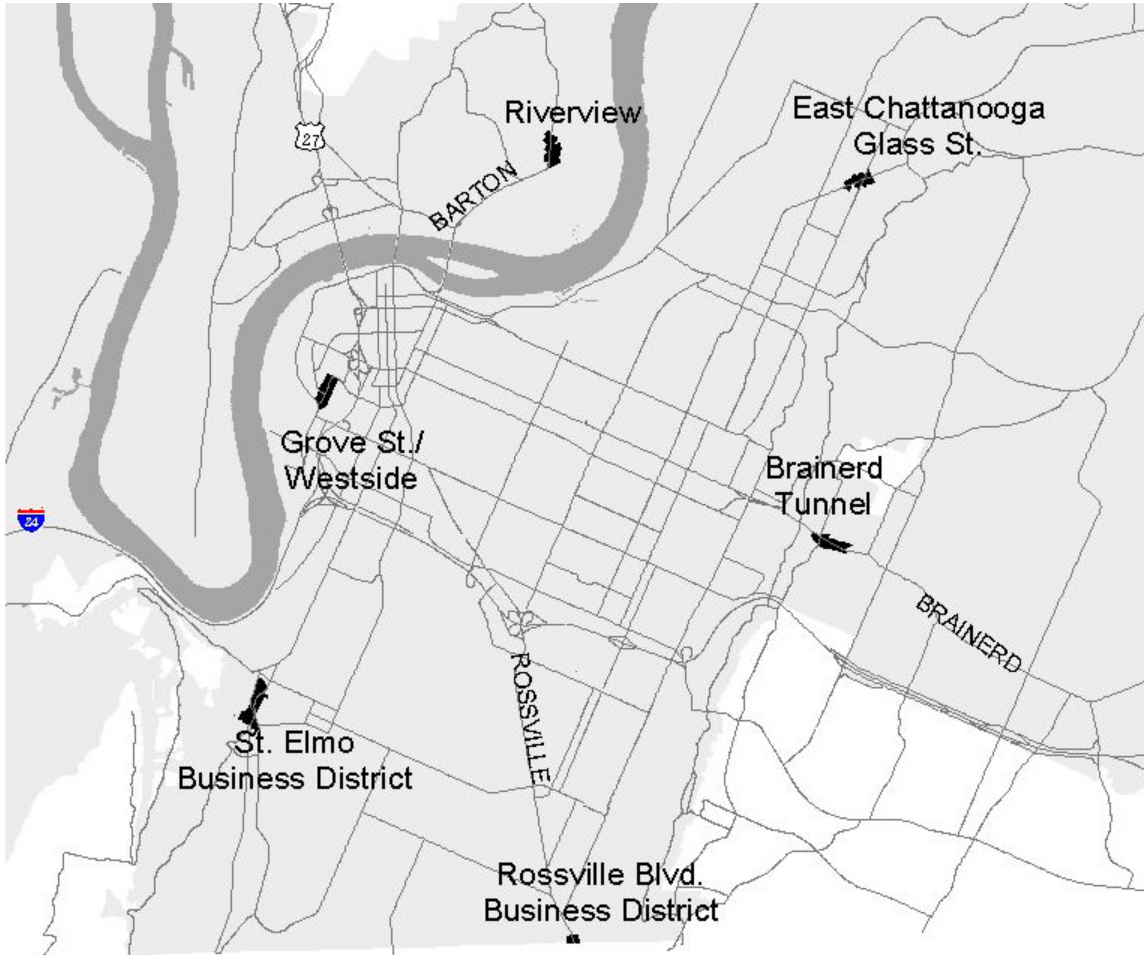 Riverview
East Chattanooga
Glass St.
27
BARTON
Grove St./
Westside
Brainerd
Tunnel
24
BRAINERD
ROSSVILLE
St. Elmo
Business District
Rossville Blvd.
Business District